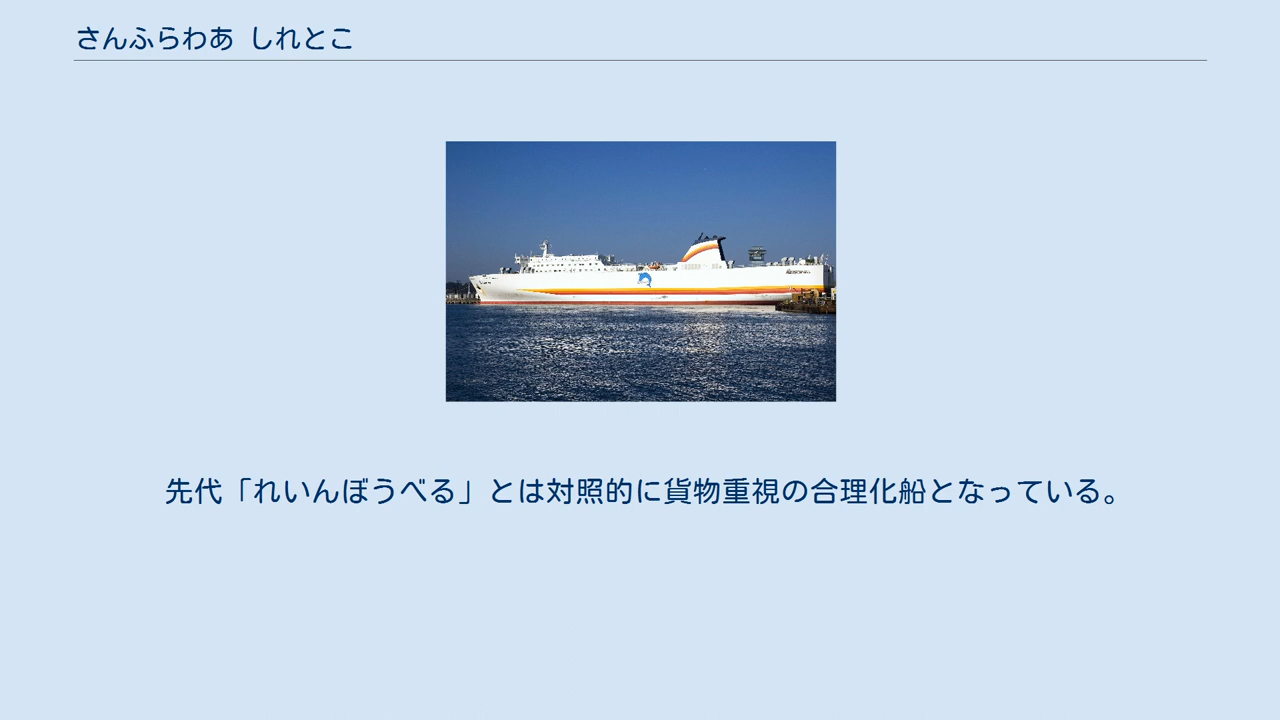 さんふらわあ しれとこ
先代「れいんぼうべる」とは対照的に貨物重視の合理化船となっている。